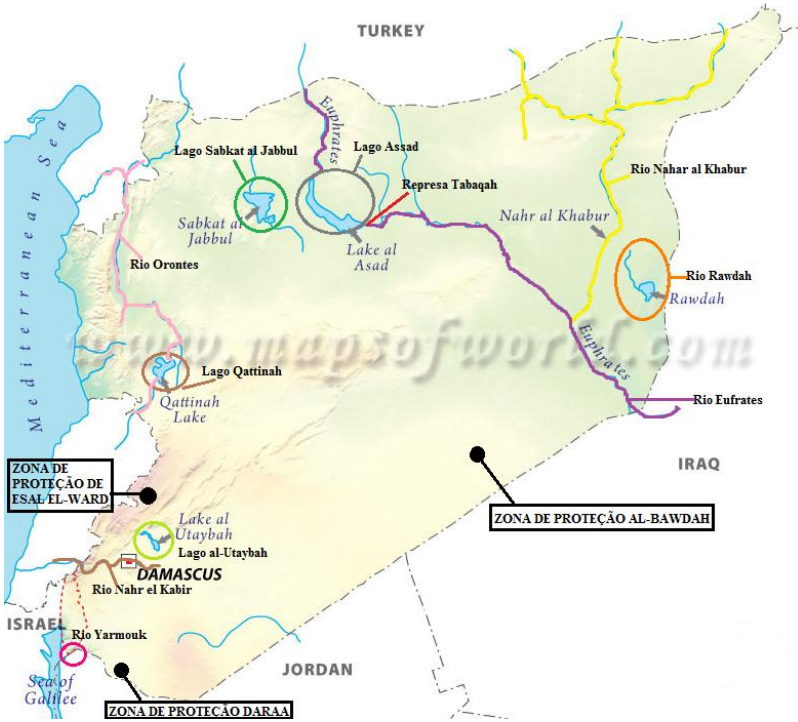 TURKEY
Mediterranean Sea
Euphrates
Lago Sabkat al Jabbul
Lago Assad
Represa Tabaqah
Rio Nahar al Khabur
Sabkat al
Jabbul
Nahr al Khabur
Lake al
Asad
Rio Orontes
Rio Rawdah
Rawdah
www.mapsofworld.com
Euphrates
Lago Qattinah
Qattinah
Lake
Rio Eufrates
IRAQ
ZONA DE
PROTEÇÃO DE
ESAL EL-WARD
ZONA DE PROTEÇÃO AL-BAWDAH
Lake al
Utaybah
Lago al-Utaybah
DAMASCUS
Rio Nahr el Kabir
ISRAEL
Rio Yarmouk
JORDAN
Sea of
Galilee
ZONA DE PROTEÇÃO DARAA